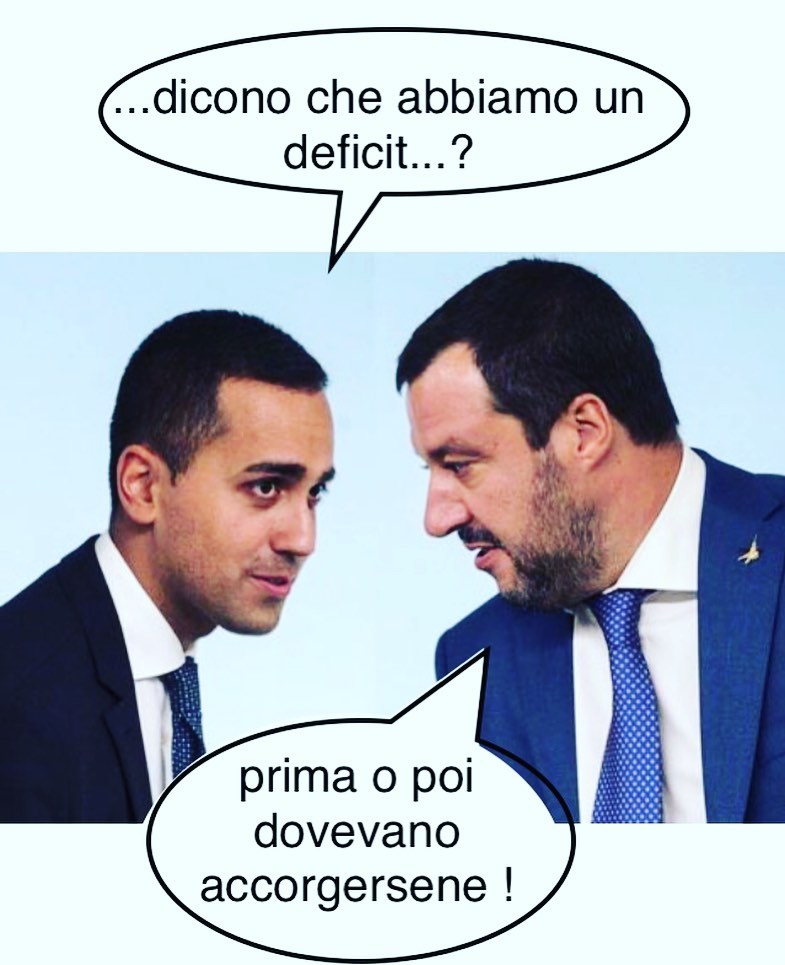 ...dicono che abbiamo un
deficit...?
prima o poi
dovevano
accorgersene !